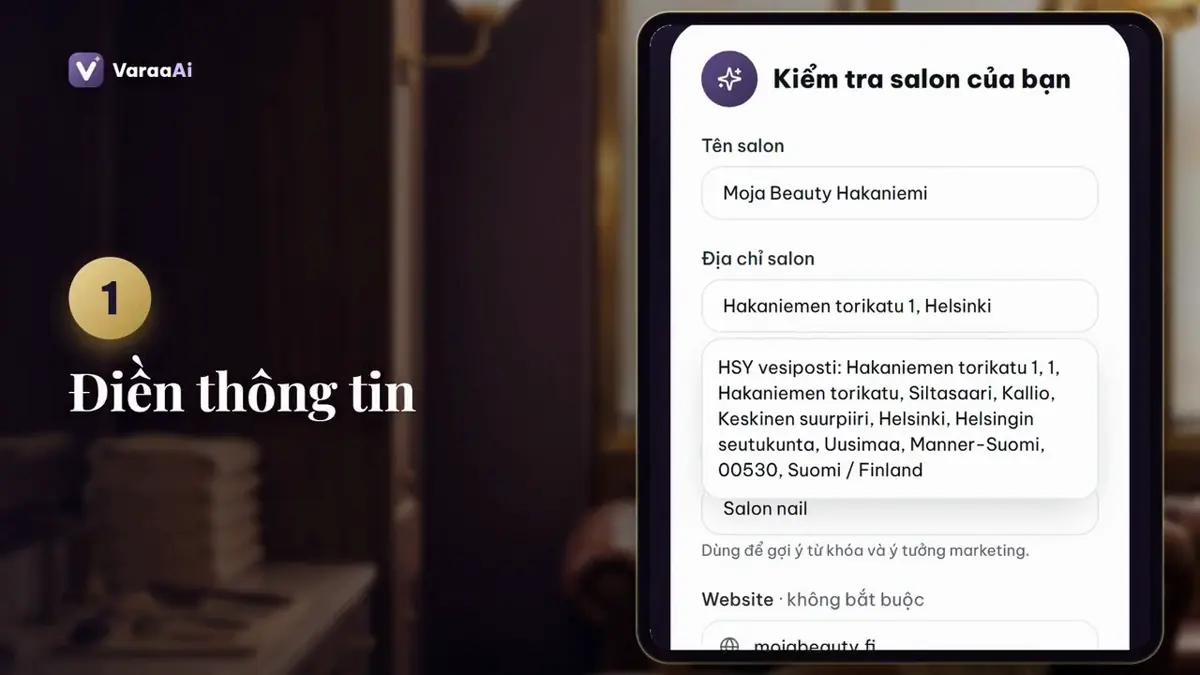 VaraaAi
1
Điền thông tin
Kiểm tra salon của bạn
Tên salon
Moja Beauty Hakaniemi
Địa chỉ salon
Hakaniemen torikatu 1, Helsinki
HSY vesiposti: Hakaniemen torikatu 1, 1,
Hakaniemen torikatu, Siltasaari, Kallio,
Keskinen suurpiiri, Helsinki, Helsingin
seutukunta, Uusimaa, Manner-Suomi,
00530, Suomi / Finland
Salon nail
Dùng để gợi ý từ khóa và ý tưởng marketing.
Website · không bắt buộc
mojabeauty.fi